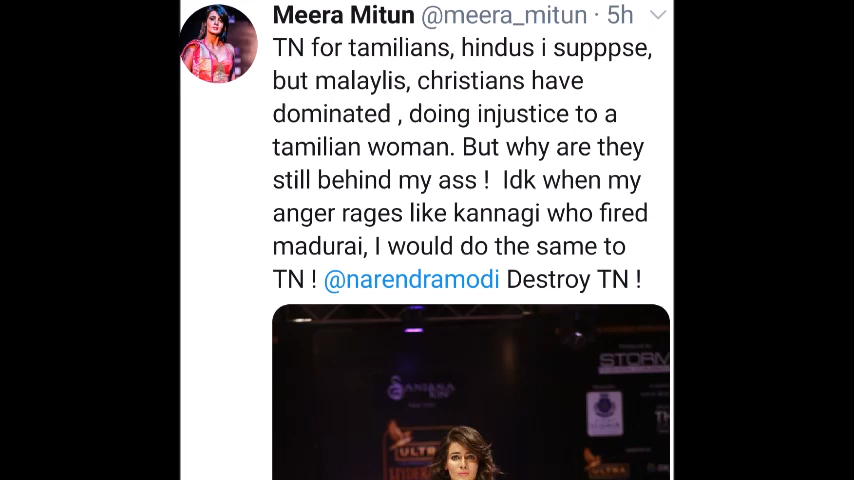 Meera Mitun @meera_mitun · 5h
TN for tamilians, hindus i supppse,
but malaylis, christians have
dominated , doing injustice to a
tamilian woman. But why are they
still behind my ass !  Idk when my
anger rages like kannagi who fired
madurai, I would do the same to
TN ! @narendramodi Destroy TN !
STORM
ULTRA